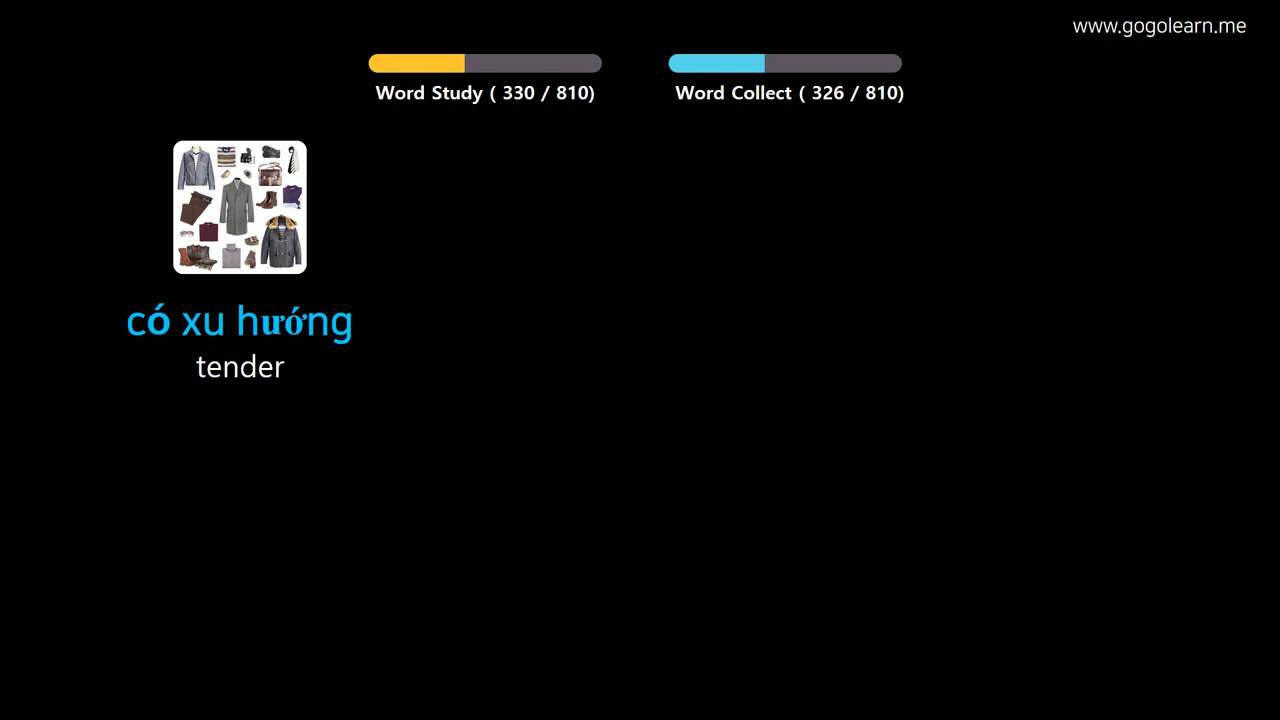 www.gogolearn.me
Word Study ( 330 / 810)
Word Collect ( 326 / 810)
có xu hướng
tender